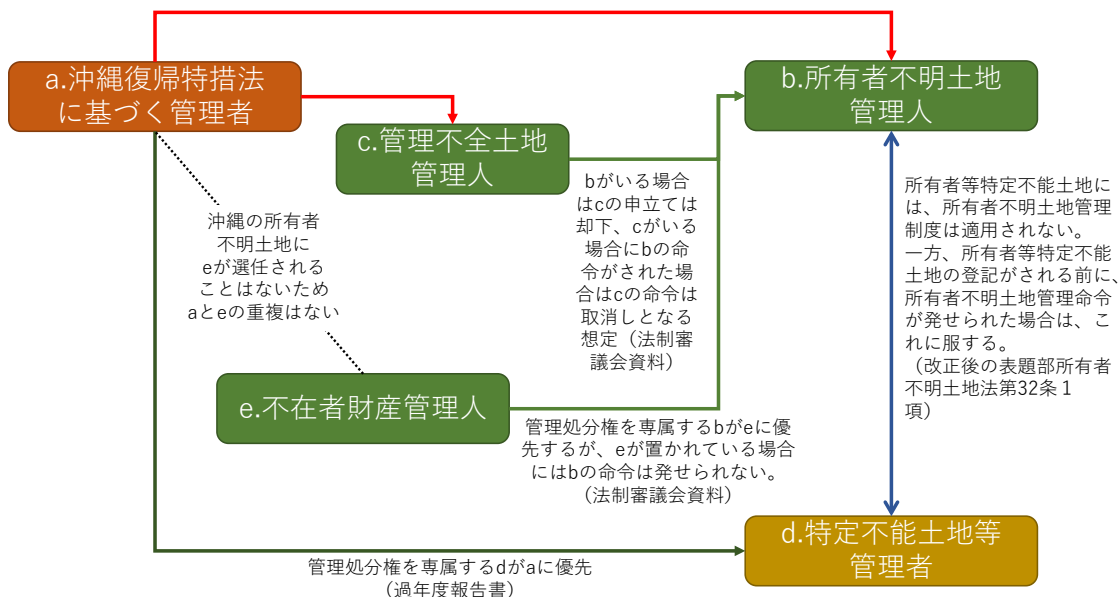 a.沖縄復帰特措法
に基づく管理者
b.所有者不明土地
管理人
c.管理不全土地
管理人
bがいる場合
はcの申立ては
却下、cがいる
場合にbの命
令がされた場
合はcの命令は
取消しとなる
想定（法制審
議会資料）
所有者等特定不能土地に
は、所有者不明土地管理
制度は適用されない。
一方、所有者等特定不能
土地の登記がされる前に、
所有者不明土地管理命令
が発せられた場合は、こ
れに服する。
（改正後の表題部所有者
不明土地法第32条１
項）
沖縄の所有者
不明土地に
eが選任される
ことはないため
aとeの重複はない
e.不在者財産管理人
管理処分権を専属するbがeに優
先するが、eが置かれている場合
にはbの命令は発せられない。
（法制審議会資料）
d.特定不能土地等
管理者
管理処分権を専属するdがaに優先
（過年度報告書）